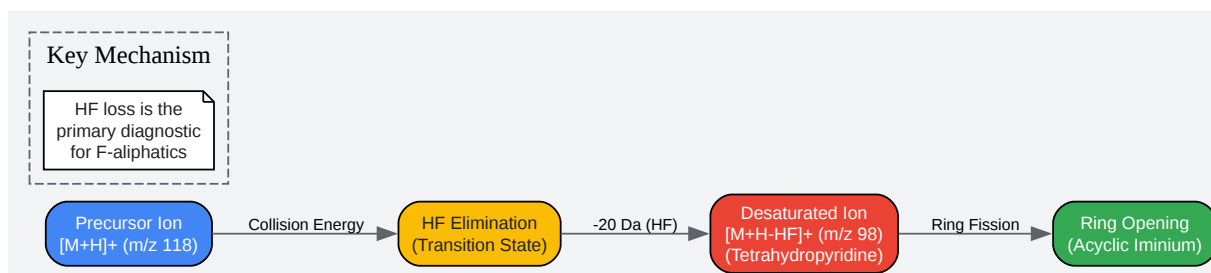 Key Mechanism
HF loss is the
primary diagnostic
for F-aliphatics
Precursor Ion
[M+H]+ (m/z 118)
Collision Energy
HF Elimination
(Transition State)
-20 Da (HF)
Desaturated Ion
[M+H-HF]+ (m/z 98)
(Tetrahydropyridine)
Ring Fission
Ring Opening
(Acyclic Iminium)